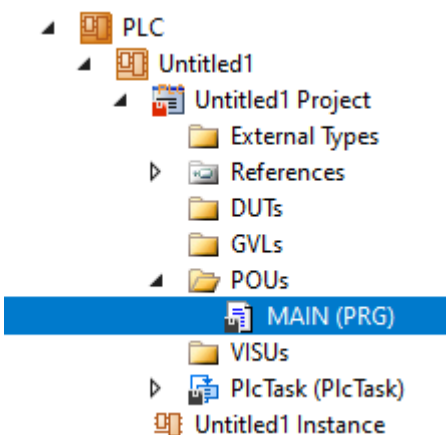 PLC
Untitled1
Untitled1 Project
External Types
References
DUTs
GVLs
POUs
MAIN (PRG)
VISUs
PlcTask (PlcTask)
Untitled1 Instance